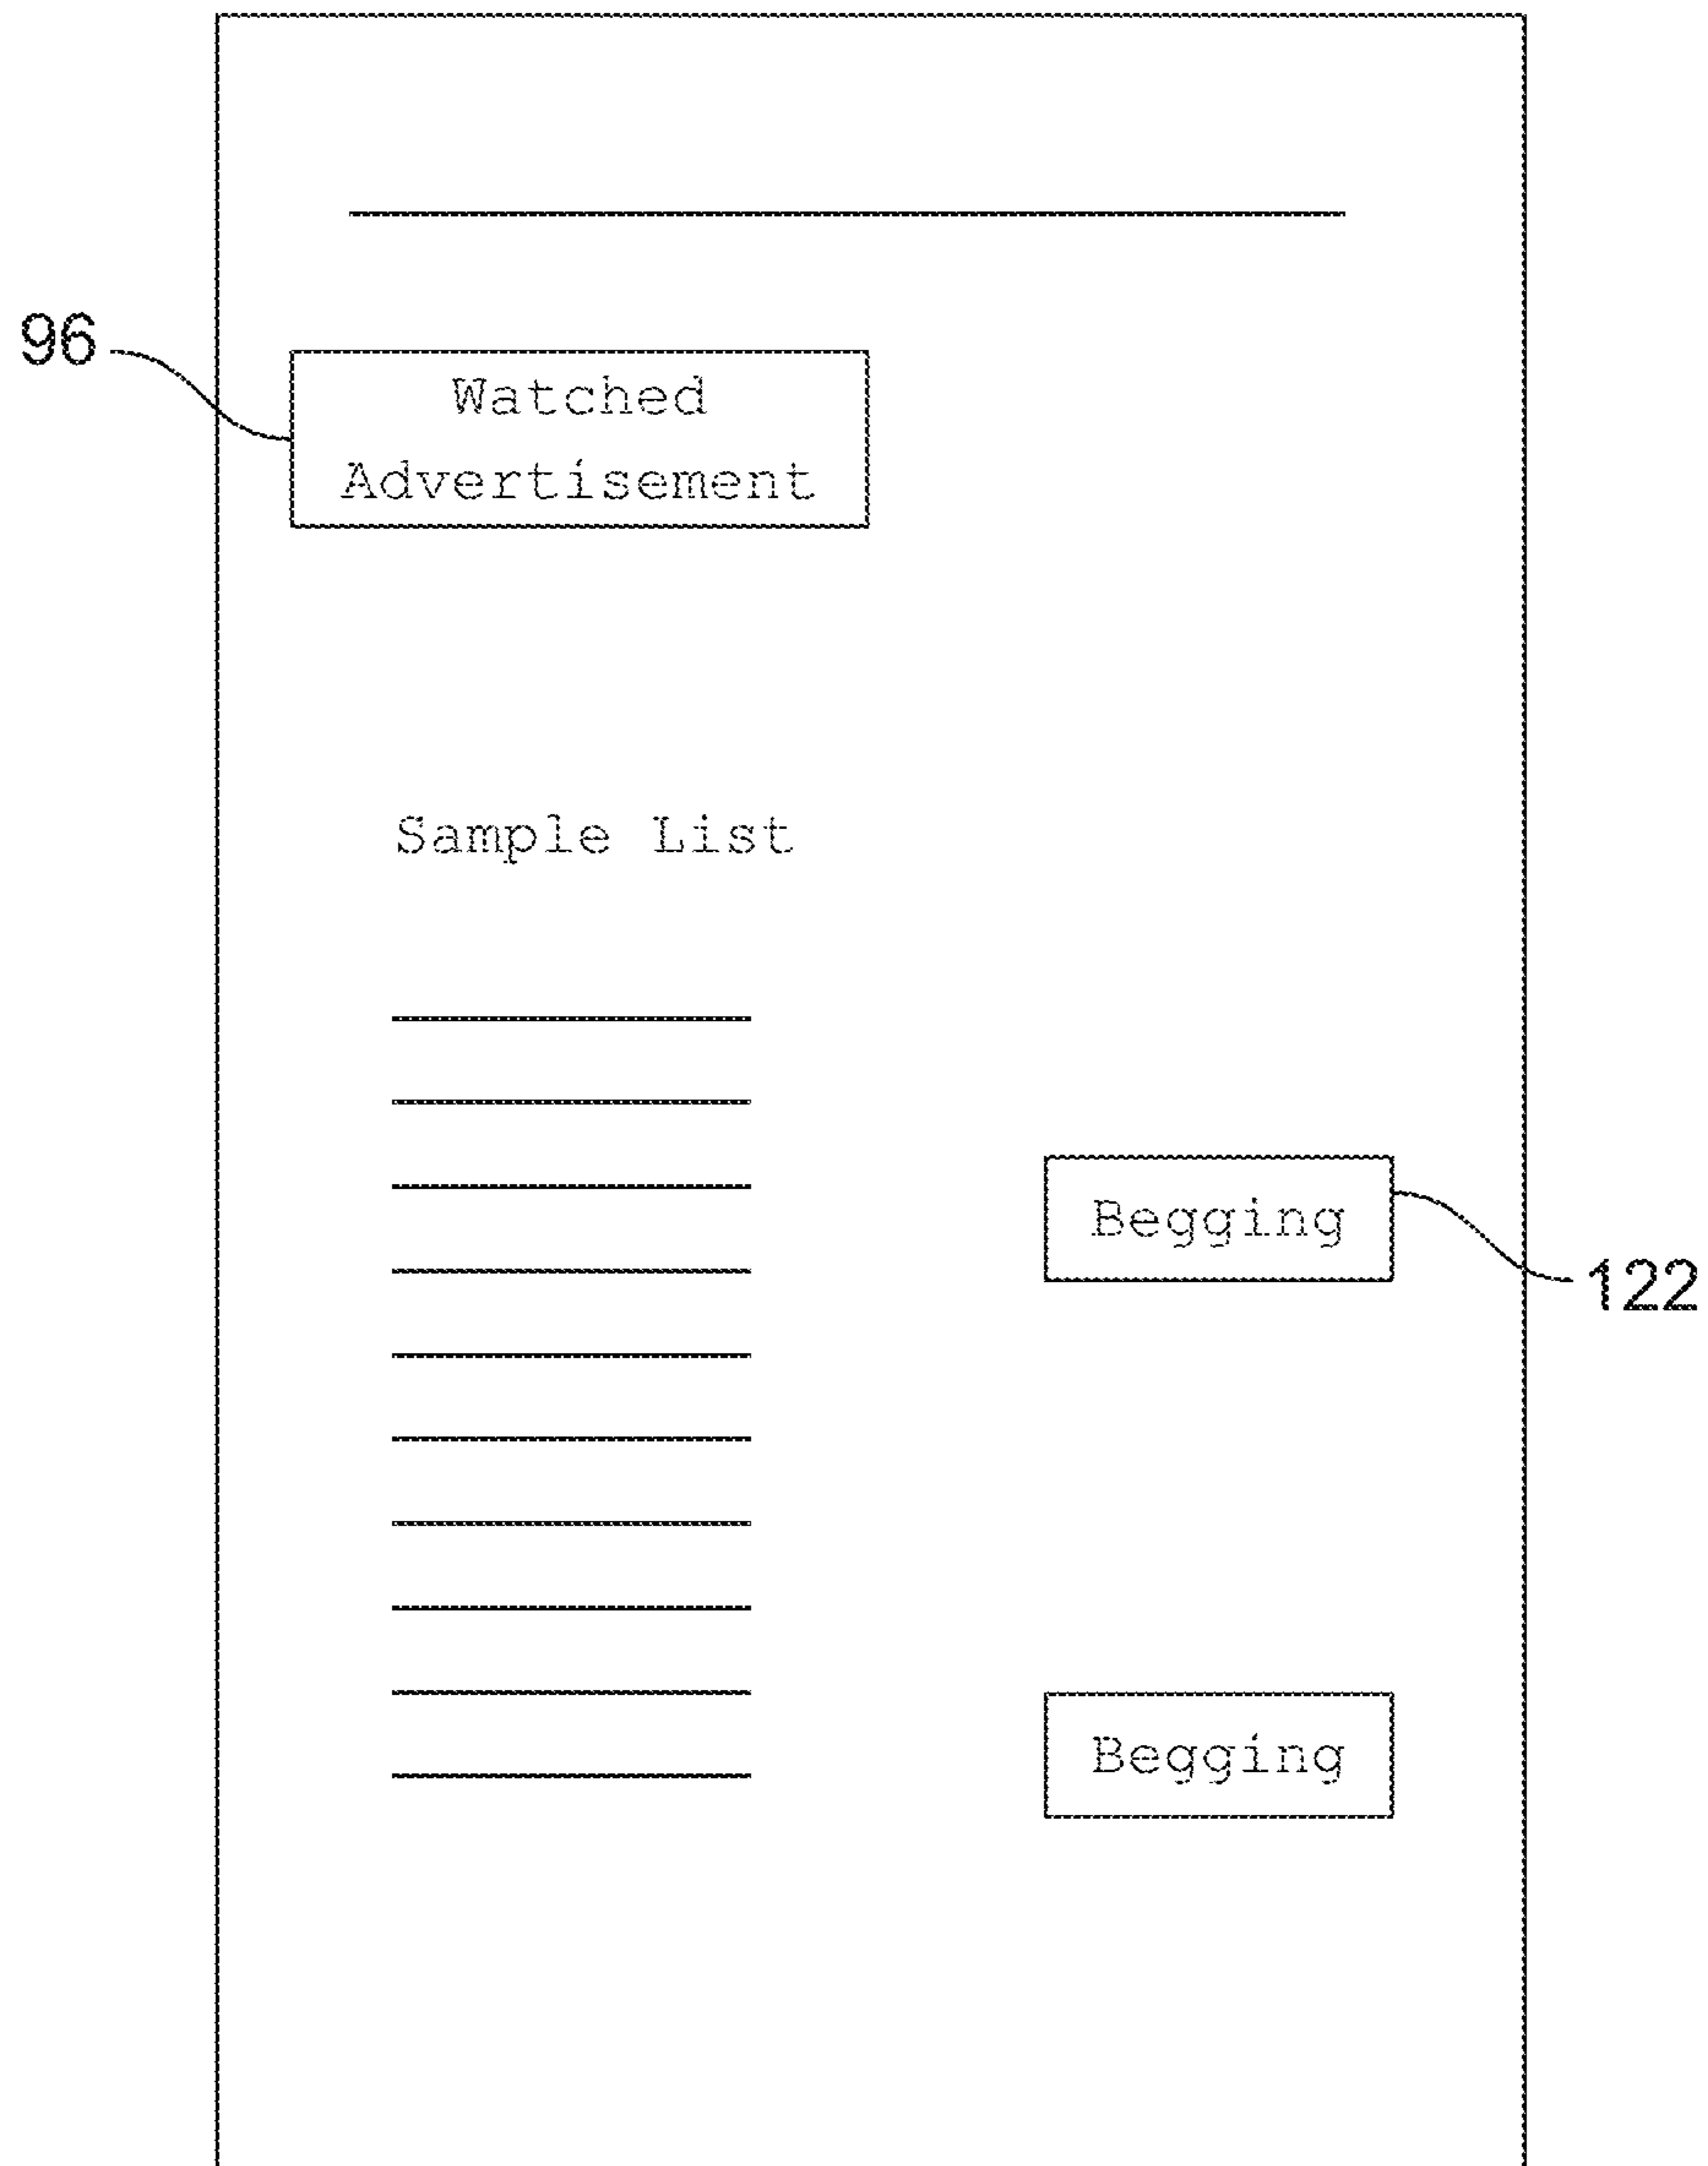 96
Watched
Advertisement
Sample List
Begging
122
Begging